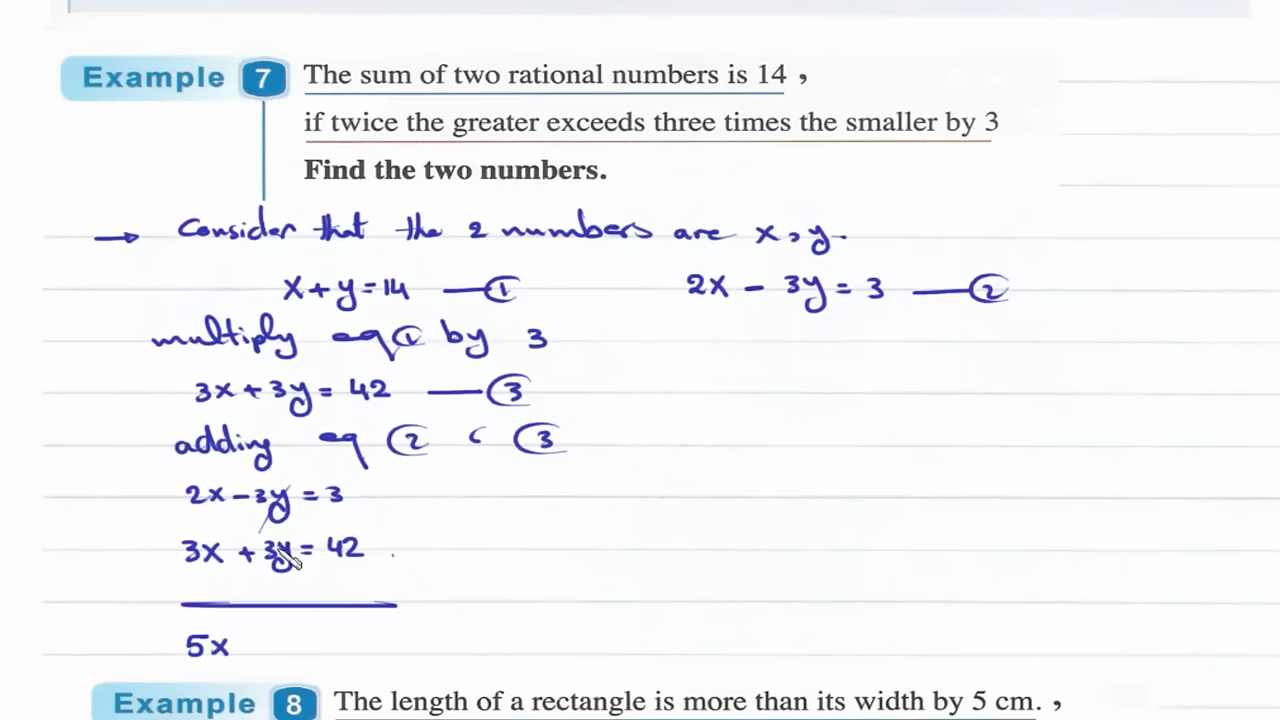 Example 7 The sum of two rational numbers is 14 ,
if twice the greater exceeds three times the smaller by 3
Find the two numbers.
→ Consider that the 2 numbers are x , y .
x + y = 14 — ① 2x - 3y = 3 — ②
multiply eq ① by 3
3x + 3y = 42 — ③
adding eq ② , ③
2x - 3y = 3
3x + 3y = 42
5x
Example 8 The length of a rectangle is more than its width by 5 cm. ,